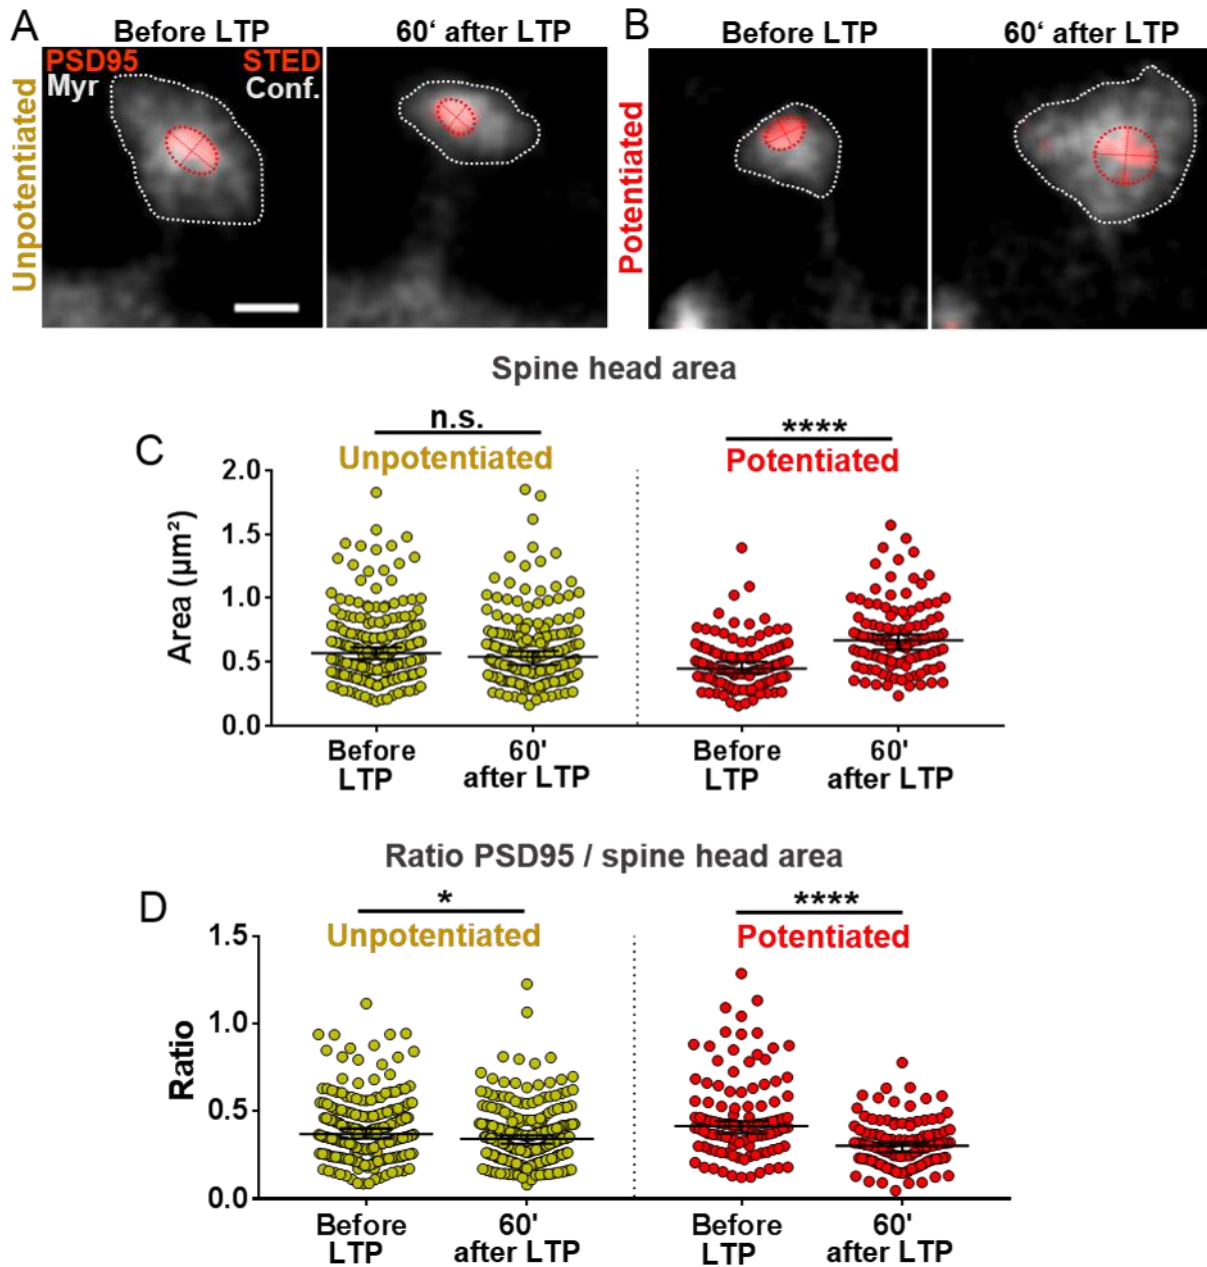 A
Before LTP
60‘ after LTP
B
Before LTP
60‘ after LTP
PSD95
STED
Myr
Conf.
Unpotentiated
Potentiated
Spine head area
C
n.s.
****
Unpotentiated
Potentiated
Area (µm²)
2.0
1.5
1.0
0.5
0.0
Before
LTP
60'
after LTP
Before
LTP
60'
after LTP
Ratio PSD95 / spine head area
D
*
****
Unpotentiated
Potentiated
Ratio
1.5
1.0
0.5
0.0
Before
LTP
60'
after LTP
Before
LTP
60'
after LTP